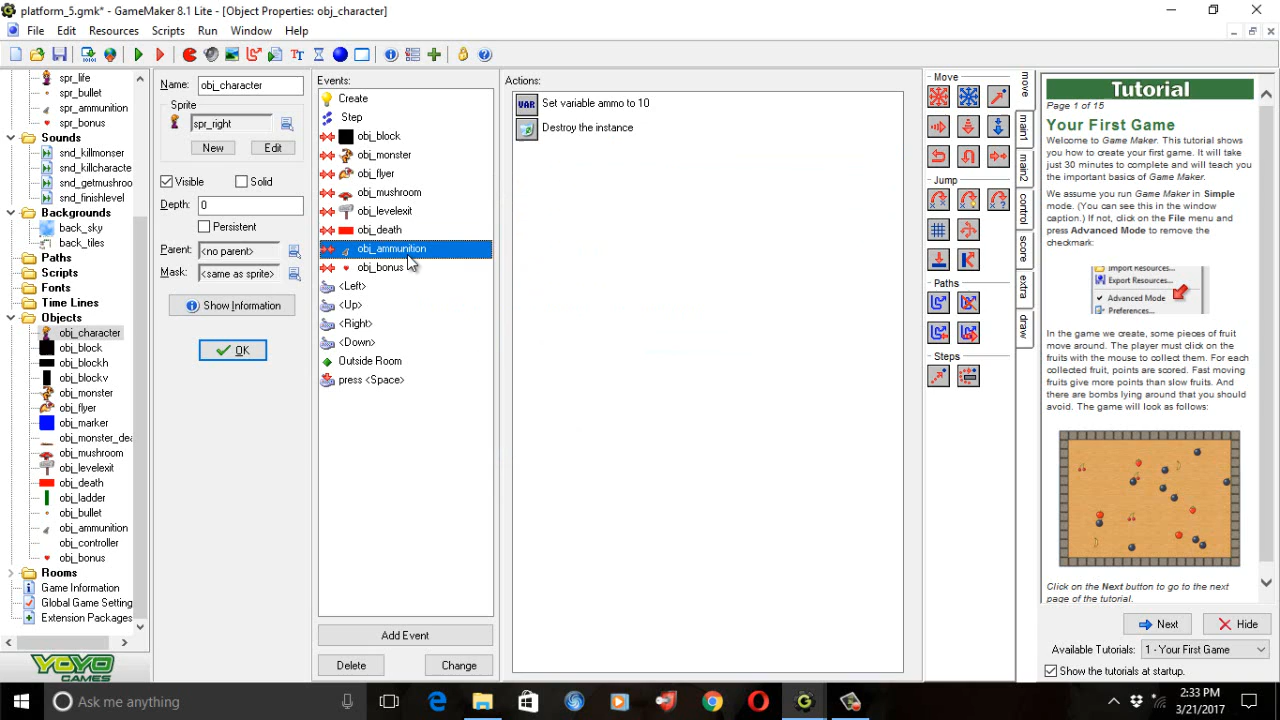 platform_5.gmk* - GameMaker 8.1 Lite - [Object Properties: obj_character]
File Edit Resources Scripts Run Window Help
spr_life
spr_bullet
spr_ammunition
spr_bonus
Sounds
snd_killmonser
snd_killcharacte
snd_getmushroo
snd_finishlevel
Backgrounds
back_sky
back_tiles
Paths
Scripts
Fonts
Time Lines
Objects
obj_character
obj_block
obj_blockh
obj_blockv
obj_monster
obj_flyer
obj_marker
obj_monster_dea
obj_mushroom
obj_levelexit
obj_death
obj_ladder
obj_bullet
obj_ammunition
obj_controller
obj_bonus
Rooms
Game Information
Global Game Setting
Extension Packages
YOYO
GAMES
Name: obj_character
Sprite
spr_right
New Edit
Visible Solid
Depth: 0
Persistent
Parent: <no parent>
Mask: <same as sprite>
Show Information
OK
Events:
Create
Step
obj_block
obj_monster
obj_flyer
obj_mushroom
obj_levelexit
obj_death
obj_ammunition
obj_bonus
<Left>
<Up>
<Right>
<Down>
Outside Room
press <Space>
Add Event
Delete Change
Actions:
VAR Set variable ammo to 10
Destroy the instance
Move
Jump
Paths
Steps
move
main1
main2
control
score
extra
draw
Tutorial
Page 1 of 15
Your First Game
Welcome to Game Maker. This tutorial
shows you how to create your first game. It will take
just 30 minutes to complete and will teach you
the important basics of Game Maker.
We assume you run Game Maker in Simple
mode. (You can see this in the window
caption.) If not, click on the File menu and
press Advanced Mode to remove the
checkmark:
Import Resources...
Export Resources...
Advanced Mode
Preferences...
In the game we create, some pieces of fruit
move around. The player must click on the
fruits with the mouse to collect them. For each
collected fruit, points are scored. Fast moving
fruits give more points than slow fruits. And
there are bombs lying around that you should
avoid. The game will look as follows:
Click on the Next button to go to the next
page of the tutorial.
Next Hide
Available Tutorials: 1 - Your First Game
Show the tutorials at startup.
Ask me anything
2:33 PM
3/21/2017